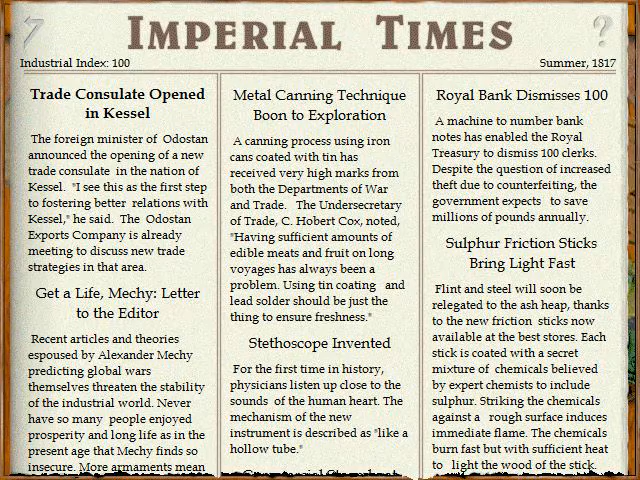 IMPERIAL TIMES
Industrial Index: 100
Summer, 1817
Trade Consulate Opened
in Kessel
The foreign minister of Odostan
announced the opening of a new
trade consulate in the nation of
Kessel. "I see this as the first step
to fostering better relations with
Kessel," he said. The Odostan
Exports Company is already
meeting to discuss new trade
strategies in that area.
Get a Life, Mechy: Letter
to the Editor
Recent articles and theories
espoused by Alexander Mechy
predicting global wars
themselves threaten the stability
of the industrial world. Never
have so many people enjoyed
prosperity and long life as in the
present age that Mechy finds so
insecure. More armaments mean
Metal Canning Technique
Boon to Exploration
A canning process using iron
cans coated with tin has
received very high marks from
both the Departments of War
and Trade. The Undersecretary
of Trade, C. Hobert Cox, noted,
"Having sufficient amounts of
edible meats and fruit on long
voyages has always been a
problem. Using tin coating and
lead solder should be just the
thing to ensure freshness."
Stethoscope Invented
For the first time in history,
physicians listen up close to the
sounds of the human heart. The
mechanism of the new
instrument is described as "like a
hollow tube."
Royal Bank Dismisses 100
A machine to number bank
notes has enabled the Royal
Treasury to dismiss 100 clerks.
Despite the question of increased
theft due to counterfeiting, the
government expects to save
millions of pounds annually.
Sulphur Friction Sticks
Bring Light Fast
Flint and steel will soon be
relegated to the ash heap, thanks
to the new friction sticks now
available at the best stores. Each
stick is coated with a secret
mixture of chemicals believed
by expert chemists to include
sulphur. Striking the chemicals
against a rough surface induces
immediate flame. The chemicals
burn fast but with sufficient heat
to light the wood of the stick.